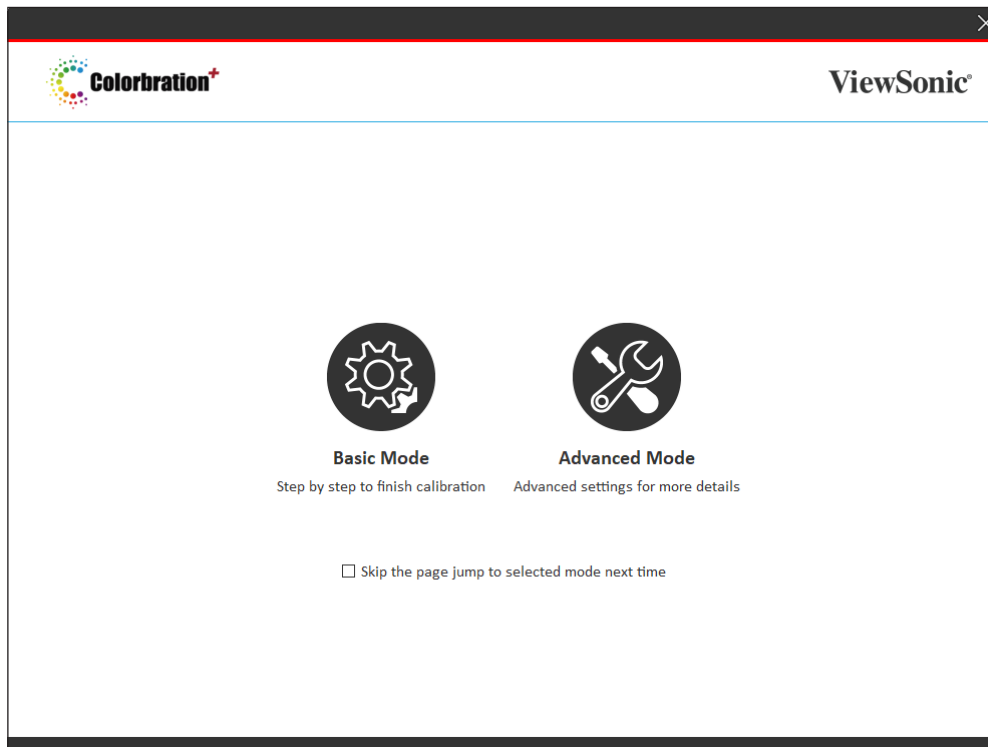 Colorbration+
ViewSonic®
Basic Mode
Advanced Mode
Step by step to finish calibration
Advanced settings for more details
Skip the page jump to selected mode next time